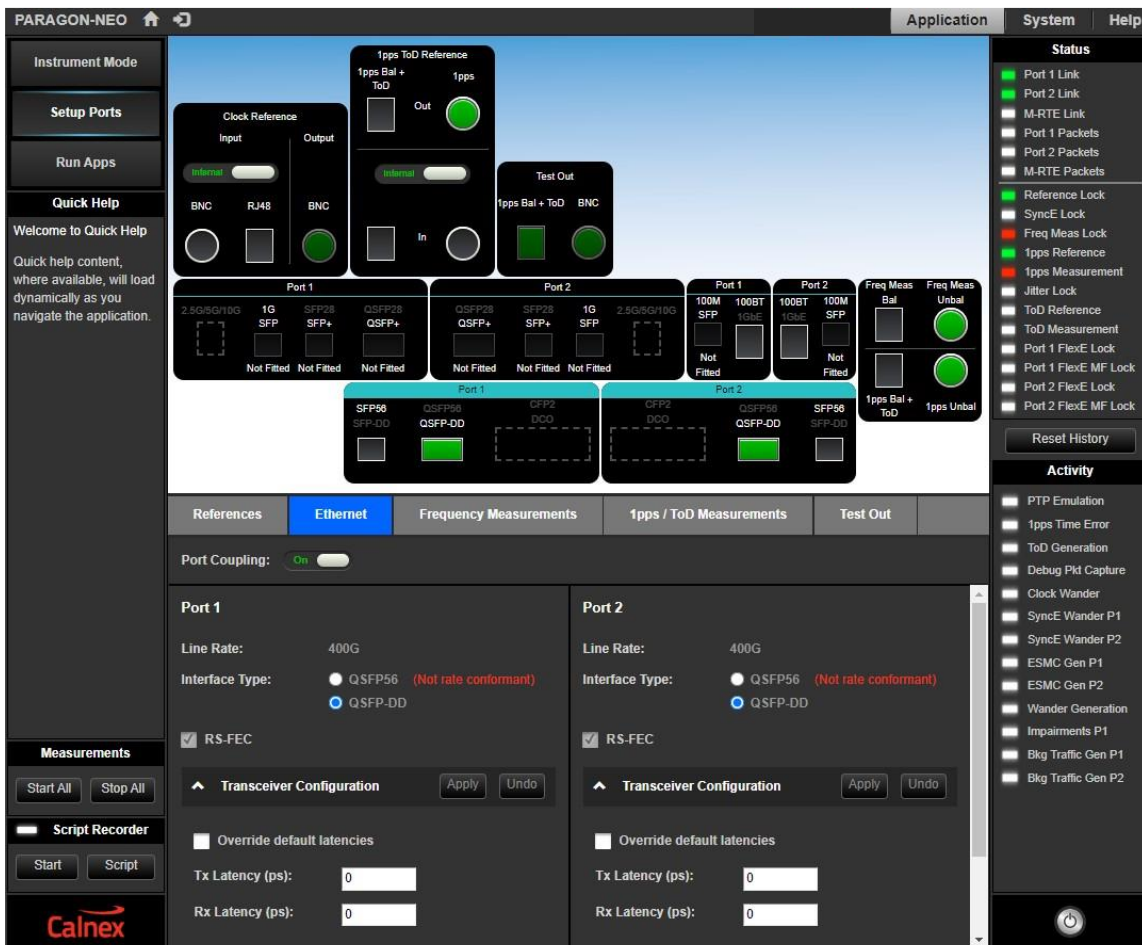 PARAGON-NEO
Application System Help
Instrument Mode
Setup Ports
Run Apps
Quick Help
Welcome to Quick Help
Quick help content,
where available, will load
dynamically as you
navigate the application.
Measurements
Start All Stop All
Script Recorder
Start Script
Calnex
1pps ToD Reference
1pps Bal +
ToD
1pps
Out
Internal
In
Clock Reference
Input Output
Internal
BNC RJ48 BNC
Test Out
1pps Bal + ToD BNC
Port 1
2.5G/5G/10G
1G
SFP
SFP28
SFP+
QSFP28
QSFP+
Not Fitted Not Fitted Not Fitted
Port 2
QSFP28
QSFP+
SFP28
SFP+
1G
SFP
2.5G/5G/10G
Not Fitted Not Fitted Not Fitted
Port 1
100M
SFP
100BT
1GbE
Not
Fitted
Port 2
100BT
1GbE
100M
SFP
Not
Fitted
Freq Meas
Bal
Freq Meas
Unbal
1pps Bal +
ToD
1pps Unbal
Port 1
SFP56
SFP-DD
QSFP56
QSFP-DD
CFP2
DCO
Port 2
CFP2
DCO
QSFP56
QSFP-DD
SFP56
SFP-DD
References Ethernet Frequency Measurements 1pps / ToD Measurements Test Out
Port Coupling: On
Port 1
Line Rate: 400G
Interface Type: QSFP56 (Not rate conformant)
QSFP-DD
RS-FEC
Transceiver Configuration Apply Undo
Override default latencies
Tx Latency (ps): 0
Rx Latency (ps): 0
Port 2
Line Rate: 400G
Interface Type: QSFP56 (Not rate conformant)
QSFP-DD
RS-FEC
Transceiver Configuration Apply Undo
Override default latencies
Tx Latency (ps): 0
Rx Latency (ps): 0
Status
Port 1 Link
Port 2 Link
M-RTE Link
Port 1 Packets
Port 2 Packets
M-RTE Packets
Reference Lock
SyncE Lock
Freq Meas Lock
1pps Reference
1pps Measurement
Jitter Lock
ToD Reference
ToD Measurement
Port 1 FlexE Lock
Port 1 FlexE MF Lock
Port 2 FlexE Lock
Port 2 FlexE MF Lock
Reset History
Activity
PTP Emulation
1pps Time Error
ToD Generation
Debug Pkt Capture
Clock Wander
SyncE Wander P1
SyncE Wander P2
ESMC Gen P1
ESMC Gen P2
Wander Generation
Impairments P1
Bkg Traffic Gen P1
Bkg Traffic Gen P2